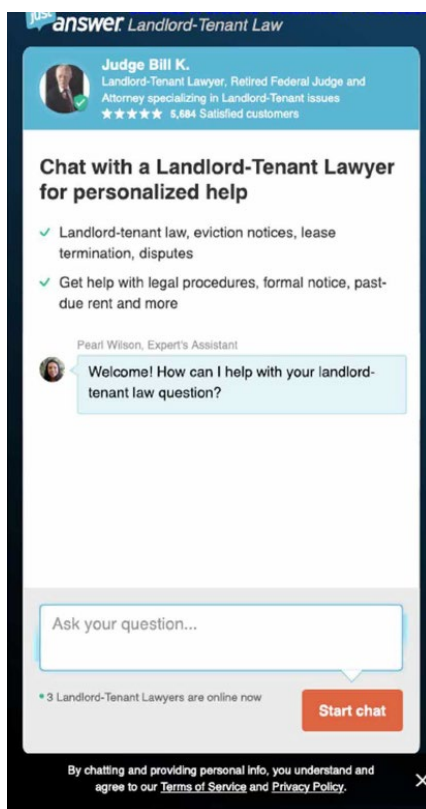 just answer Landlord-Tenant Law
Judge Bill K.
Landlord-Tenant Lawyer, Retired Federal Judge and
Attorney specializing in Landlord-Tenant issues
★★★★★ 5,684 Satisfied customers
Chat with a Landlord-Tenant Lawyer
for personalized help
✓ Landlord-tenant law, eviction notices, lease
termination, disputes
✓ Get help with legal procedures, formal notice, past-
due rent and more
Pearl Wilson, Expert's Assistant
Welcome! How can I help with your landlord-
tenant law question?
Ask your question...
• 3 Landlord-Tenant Lawyers are online now
Start chat
By chatting and providing personal info, you understand and
agree to our Terms of Service and Privacy Policy.